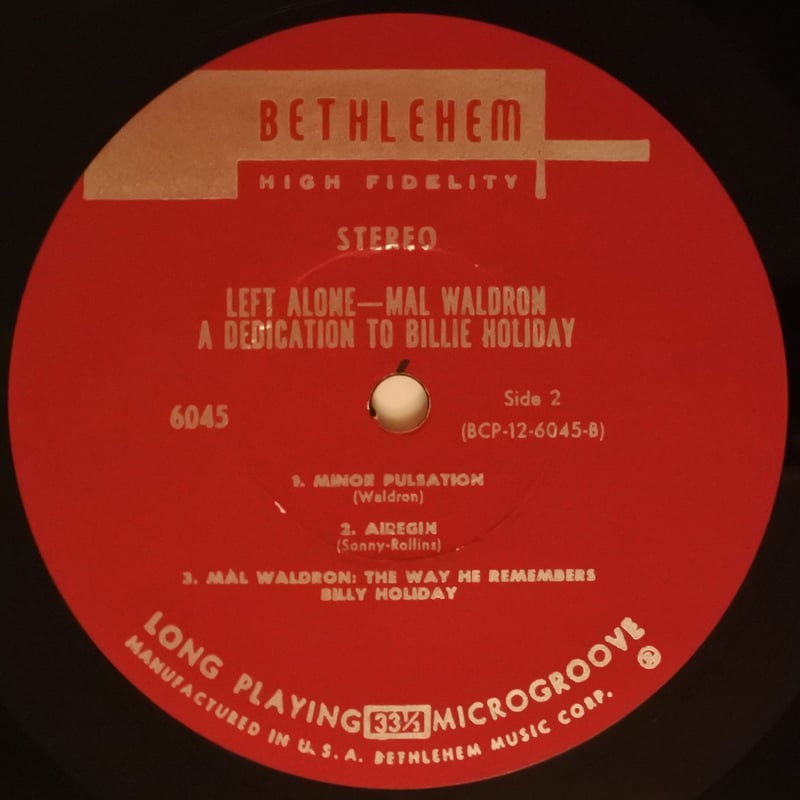 BETHLEHEM
HIGH FIDELITY
STEREO
LEFT ALONE—MAL WALDRON
A DEDICATION TO BILLIE HOLIDAY
6045
Side 2
(BCP-12-6045-B)
1. MINOR PULSATION
(Waldron)
2. AIREGIN
(Sonny-Rollins)
3. MAL WALDRON: THE WAY HE REMEMBERS
BILLY HOLIDAY
LONG PLAYING 33⅓ MICROGROOVE ®
MANUFACTURED IN U.S.A. BETHLEHEM MUSIC CORP.